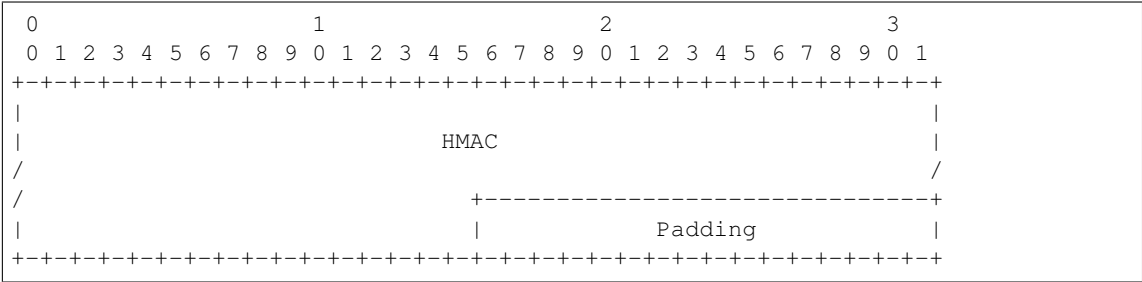 0                   1                   2                   3
 0 1 2 3 4 5 6 7 8 9 0 1 2 3 4 5 6 7 8 9 0 1 2 3 4 5 6 7 8 9 0 1
+-+-+-+-+-+-+-+-+-+-+-+-+-+-+-+-+-+-+-+-+-+-+-+-+-+-+-+-+-+-+-+-+
|                                                               |
|                             HMAC                              |
/                                                               /
/                               +-------------------------------+
|                               |            Padding            |
+-+-+-+-+-+-+-+-+-+-+-+-+-+-+-+-+-+-+-+-+-+-+-+-+-+-+-+-+-+-+-+-+